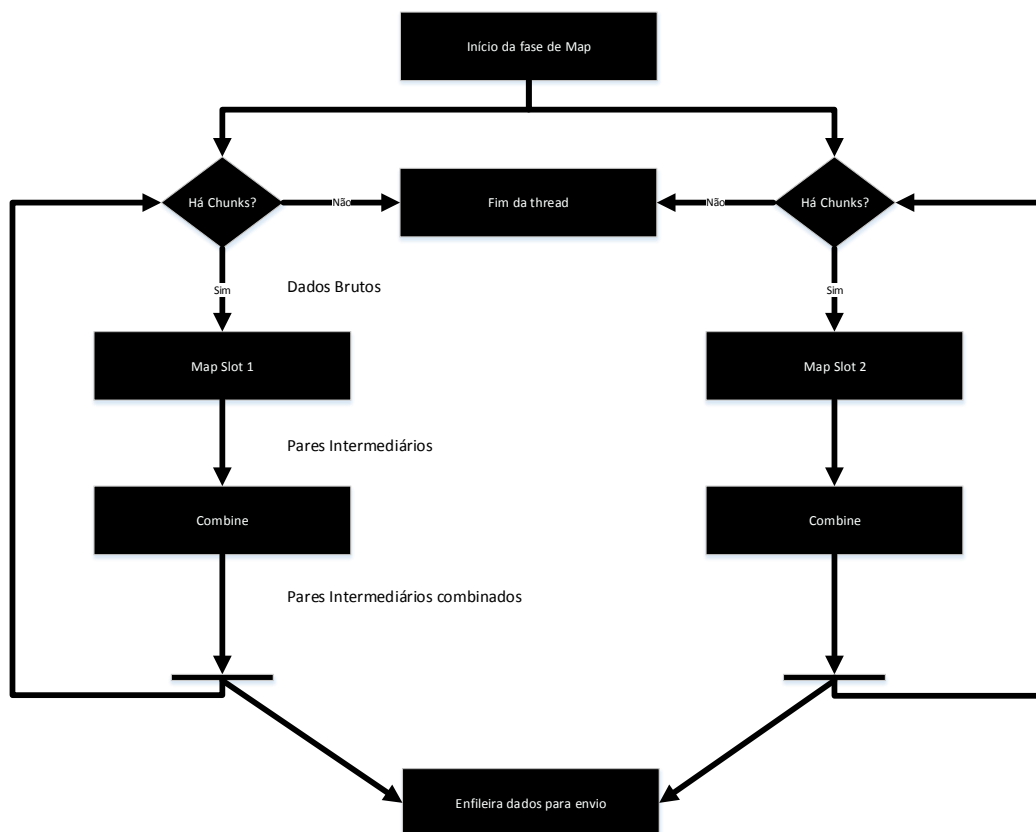 Início da fase de Map
Há Chunks?
Não
Fim da thread
Não
Há Chunks?
Sim
Dados Brutos
Sim
Map Slot 1
Map Slot 2
Pares Intermediários
Combine
Combine
Pares Intermediários combinados
Enfileira dados para envio